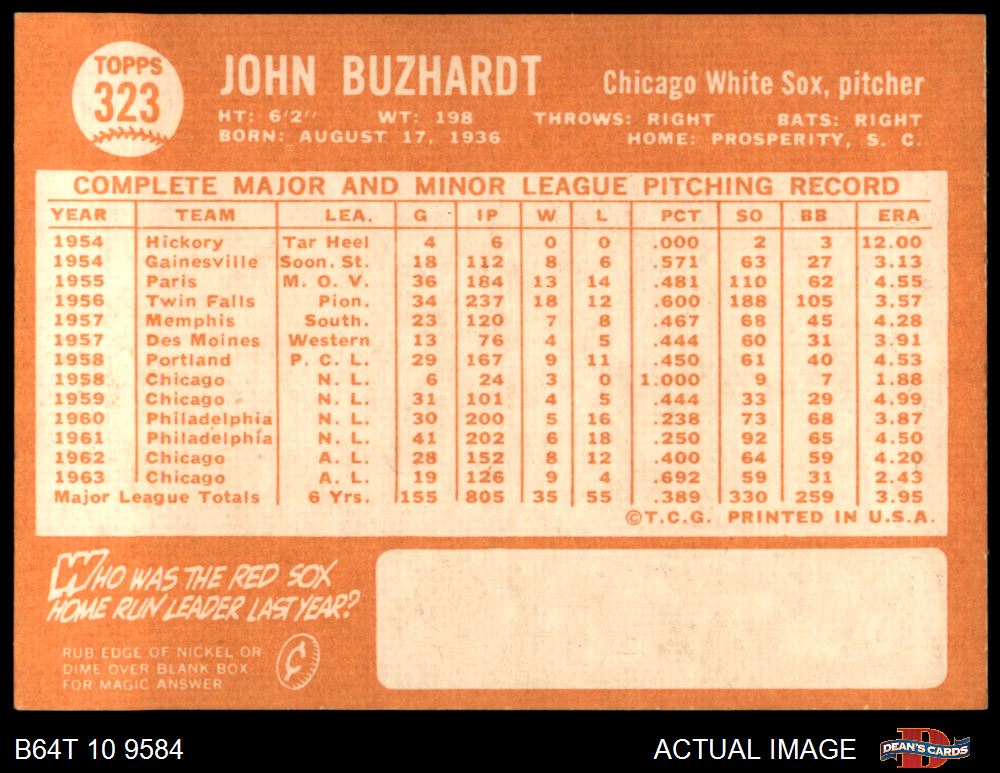 TOPPS
323
JOHN BUZHARDT
Chicago White Sox, pitcher
HT: 6'2" WT: 198 THROWS: RIGHT BATS: RIGHT
BORN: AUGUST 17, 1936 HOME: PROSPERITY, S. C.
COMPLETE MAJOR AND MINOR LEAGUE PITCHING RECORD
YEAR TEAM LEA. G IP W L PCT SO BB ERA
1954 Hickory Tar Heel 4 6 0 0 .000 2 3 12.00
1954 Gainesville Soon. St. 18 112 8 6 .571 63 27 3.13
1955 Paris M. O. V. 36 184 13 14 .481 110 62 4.55
1956 Twin Falls Pion. 34 237 18 12 .600 188 105 3.57
1957 Memphis South. 23 120 7 8 .467 68 45 4.28
1957 Des Moines Western 13 76 4 5 .444 60 31 3.91
1958 Portland P. C. L. 29 167 9 11 .450 61 40 4.53
1958 Chicago N. L. 6 24 3 0 1.000 9 7 1.88
1959 Chicago N. L. 31 101 4 5 .444 33 29 4.99
1960 Philadelphia N. L. 30 200 5 16 .238 73 68 3.87
1961 Philadelphia N. L. 41 202 6 18 .250 92 65 4.50
1962 Chicago A. L. 28 152 8 12 .400 64 59 4.20
1963 Chicago A. L. 19 126 9 4 .692 59 31 2.43
Major League Totals 6 Yrs. 155 805 35 55 .389 330 259 3.95
©T.C.G. PRINTED IN U.S.A.
WHO WAS THE RED SOX
HOME RUN LEADER LAST YEAR?
RUB EDGE OF NICKEL OR
DIME OVER BLANK BOX
FOR MAGIC ANSWER
¢
B64T 10 9584
ACTUAL IMAGE
DEAN'S CARDS